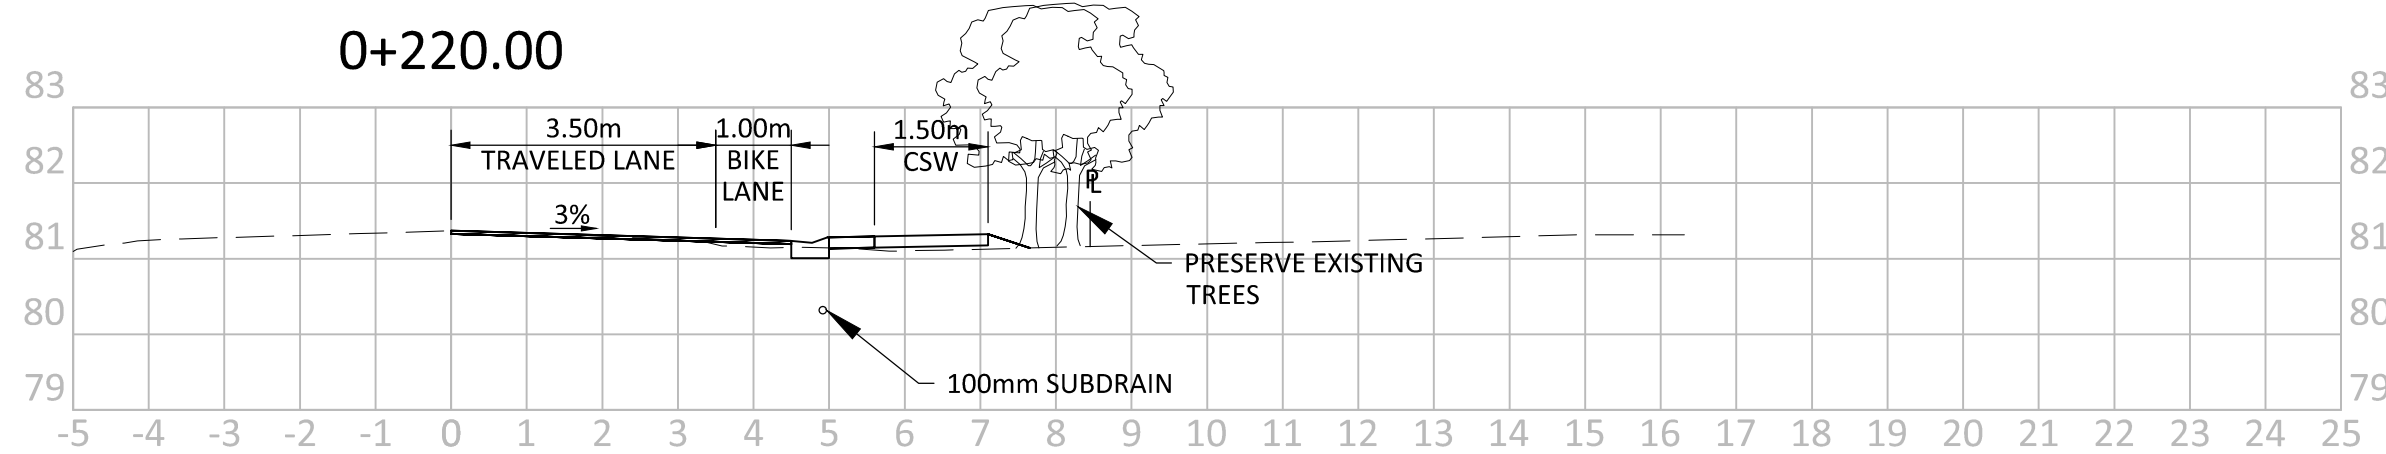 0+220.00
83
83
3.50m
1.00m
1.50m
TRAVELED LANE
BIKE
LANE
CSW
82
82
PL
3%
81
81
PRESERVE EXISTING
TREES
80
80
100mm SUBDRAIN
79
79
-5 -4 -3 -2 -1 0 1 2 3 4 5 6 7 8 9 10 11 12 13 14 15 16 17 18 19 20 21 22 23 24 25